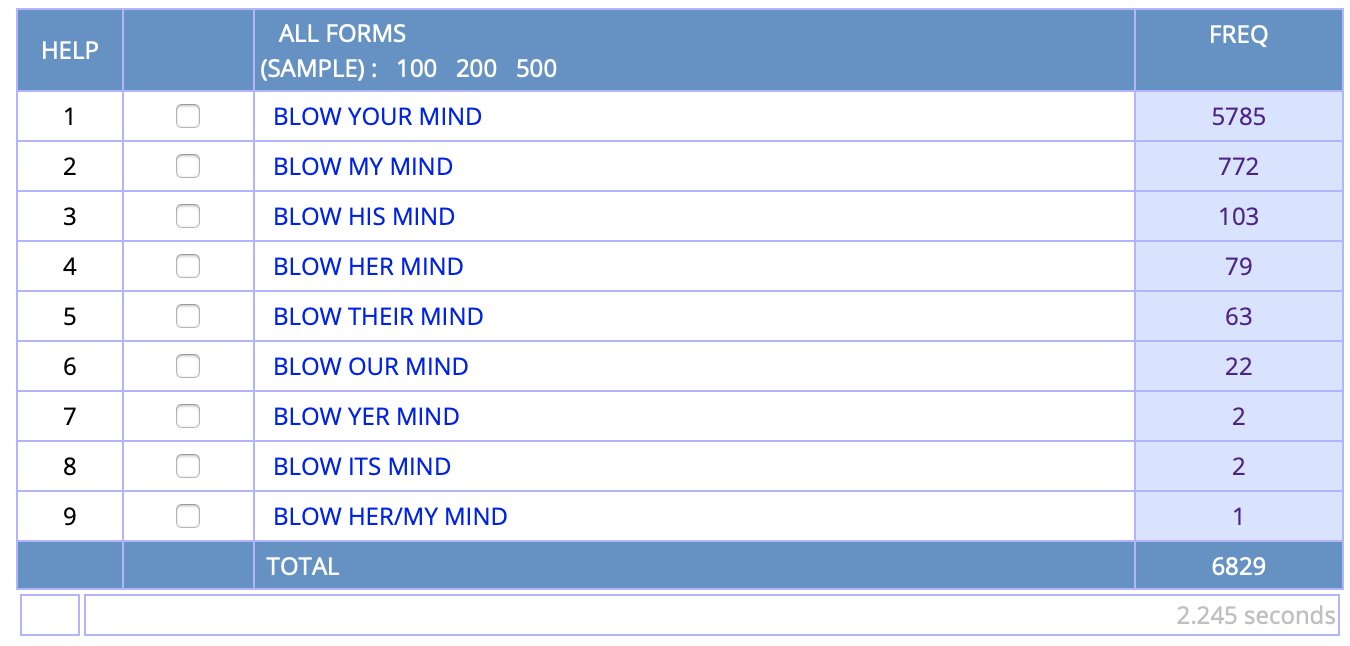 HELP ALL FORMS FREQ
(SAMPLE) : 100 200 500
1 BLOW YOUR MIND 5785
2 BLOW MY MIND 772
3 BLOW HIS MIND 103
4 BLOW HER MIND 79
5 BLOW THEIR MIND 63
6 BLOW OUR MIND 22
7 BLOW YER MIND 2
8 BLOW ITS MIND 2
9 BLOW HER/MY MIND 1
TOTAL 6829
2.245 seconds